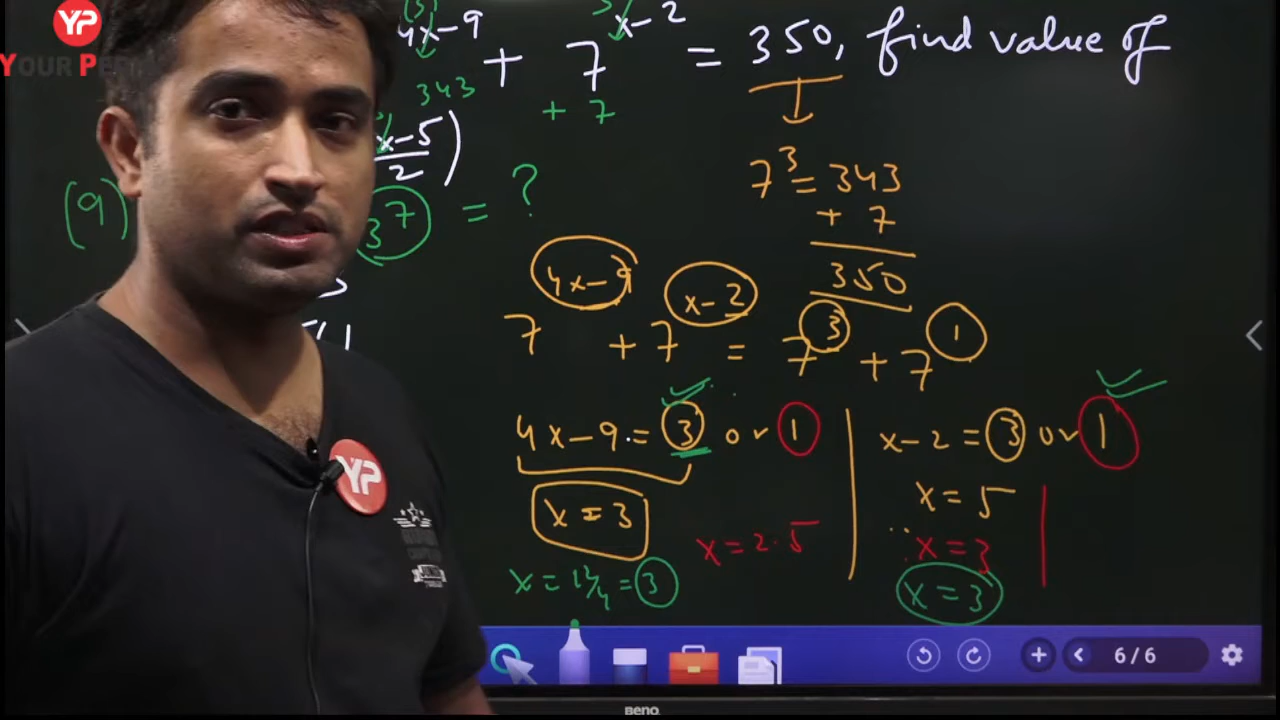 YP
YOUR P
(3)
4x-9 + 7^(x-2) = 350, find value of
343 + 7
x-5)
2
(9) 37 = ?
7³ = 343
+ 7
350
7^(4x-9) + 7^(x-2) = 7^3 + 7^1
4x-9 = 3 or 1
x-2 = 3 or 1
x = 3
x = 2.5
x = 12/4 = 3
x = 5
x = 3
x = 3
YP
6 / 6
BenQ